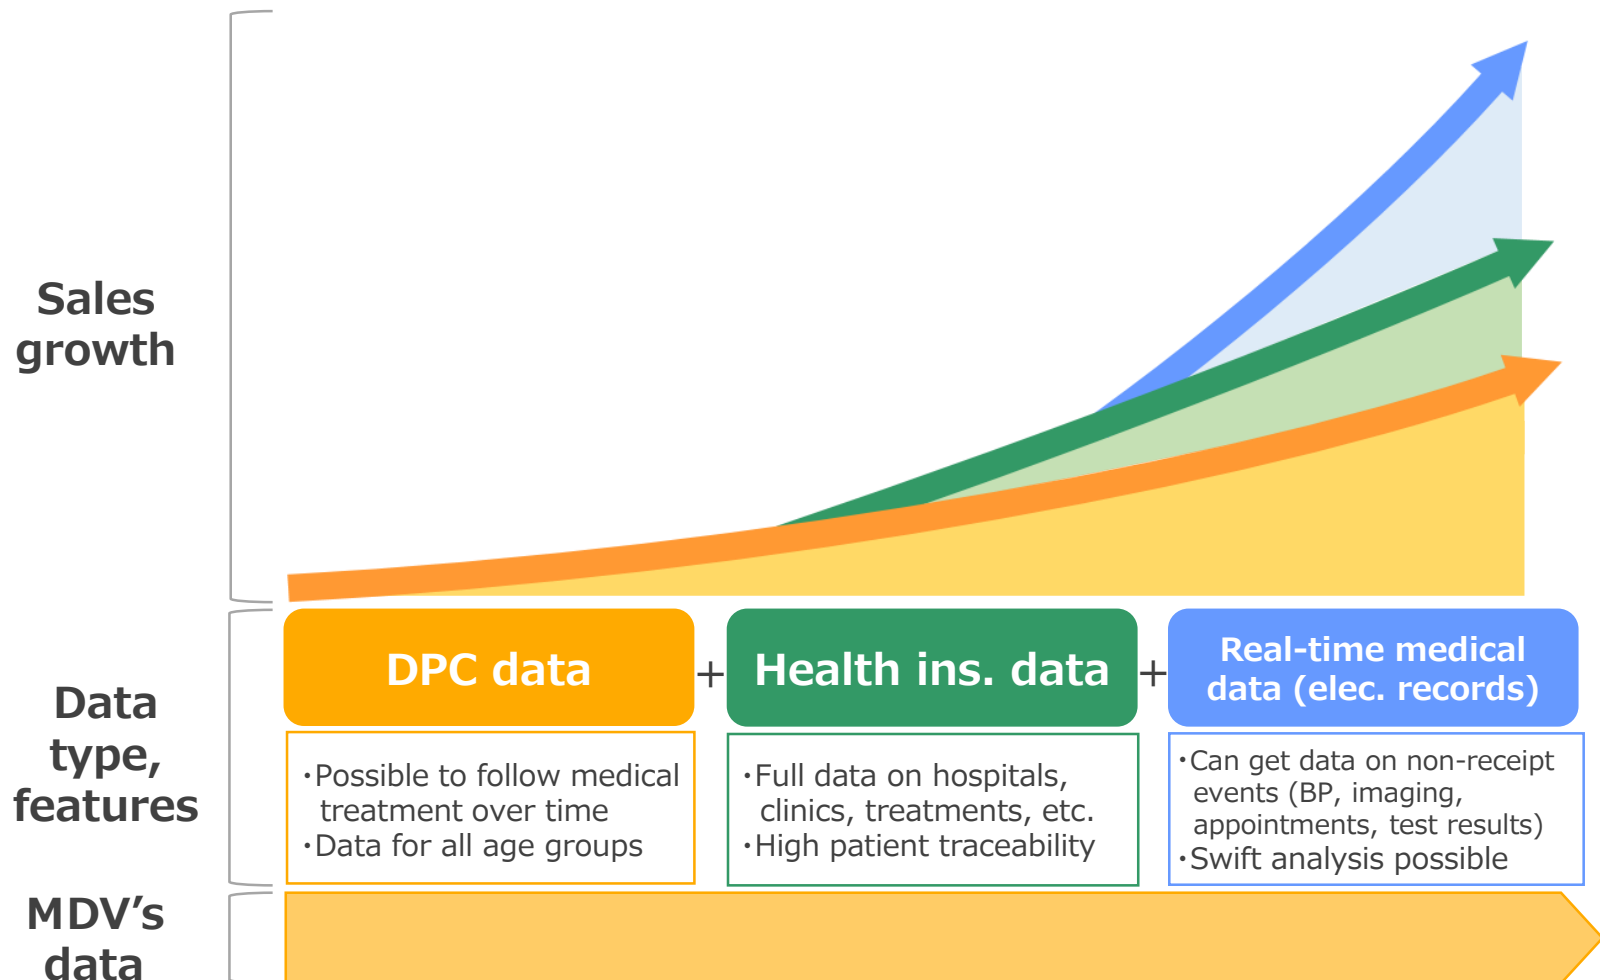 Sales
growth
DPC data
+
Health ins. data
+
Real-time medical
data (elec. records)
Data
type,
features
・Possible to follow medical
treatment over time
・Data for all age groups
・Full data on hospitals,
clinics, treatments, etc.
・High patient traceability
・Can get data on non-receipt
events (BP, imaging,
appointments, test results)
・Swift analysis possible
MDV’s
data